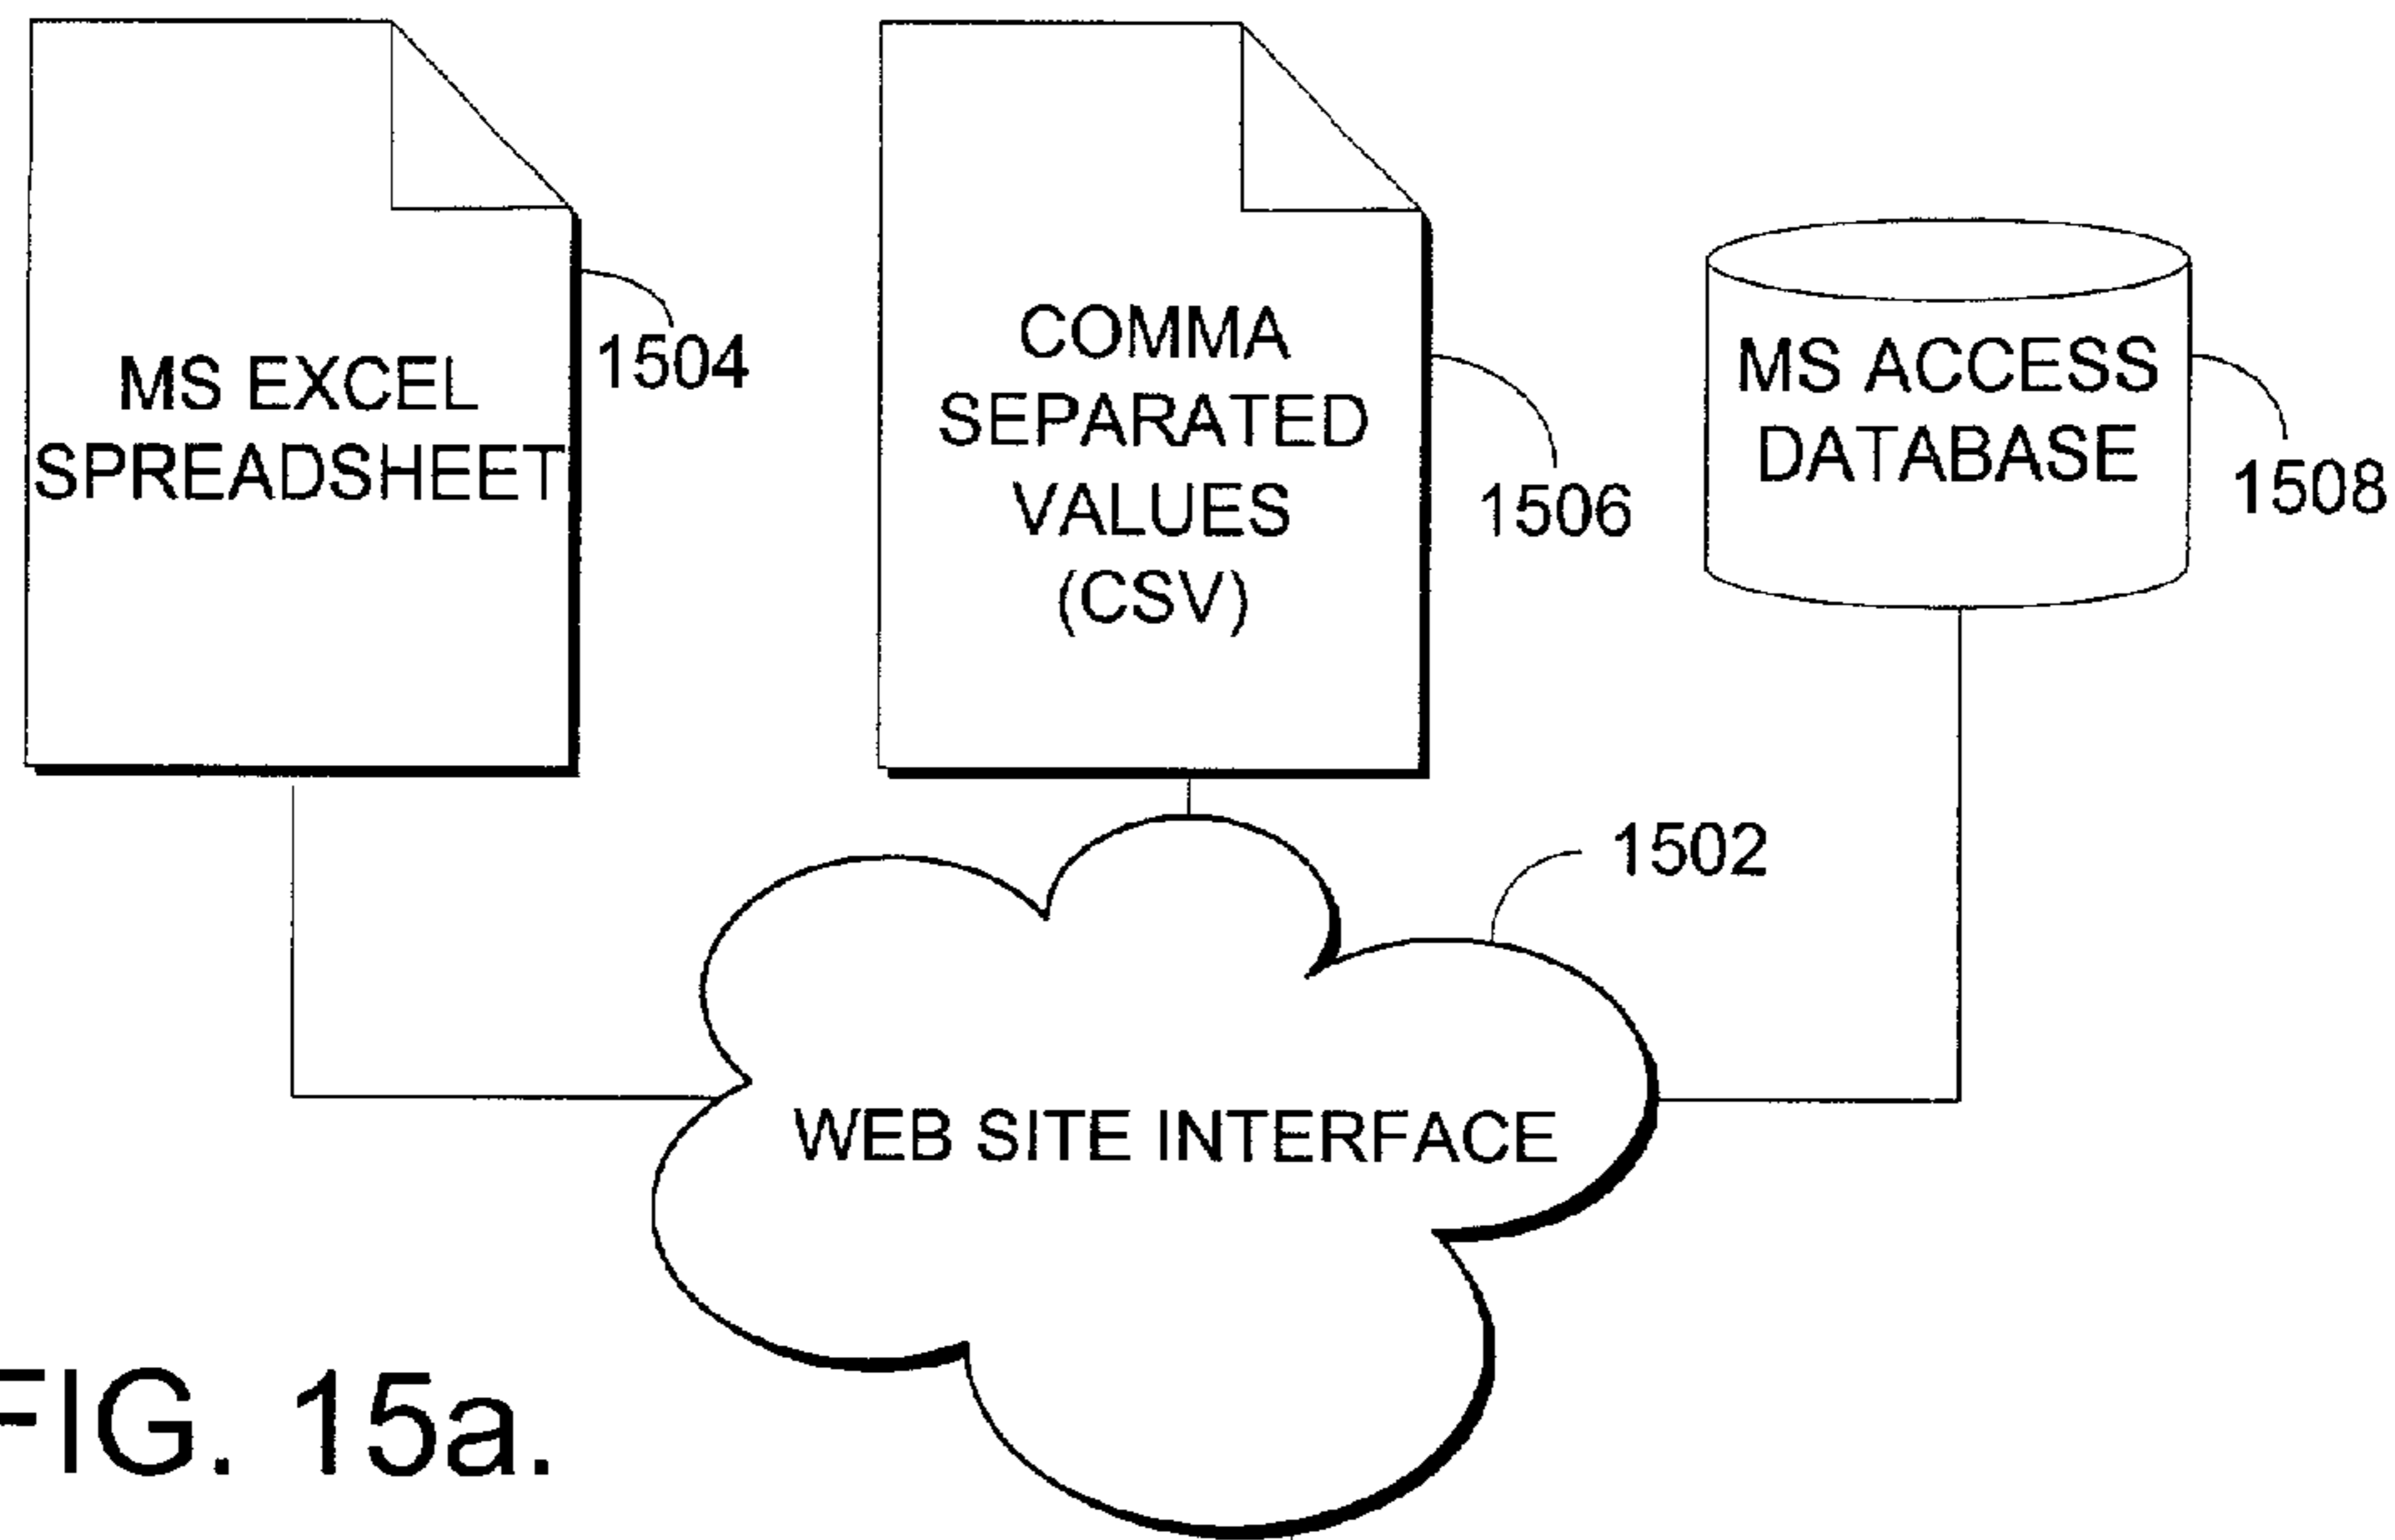 MS EXCEL
SPREADSHEET
1504
COMMA
SEPARATED
VALUES
(CSV)
1506
MS ACCESS
DATABASE
1508
1502
WEB SITE INTERFACE
FIG. 15a.